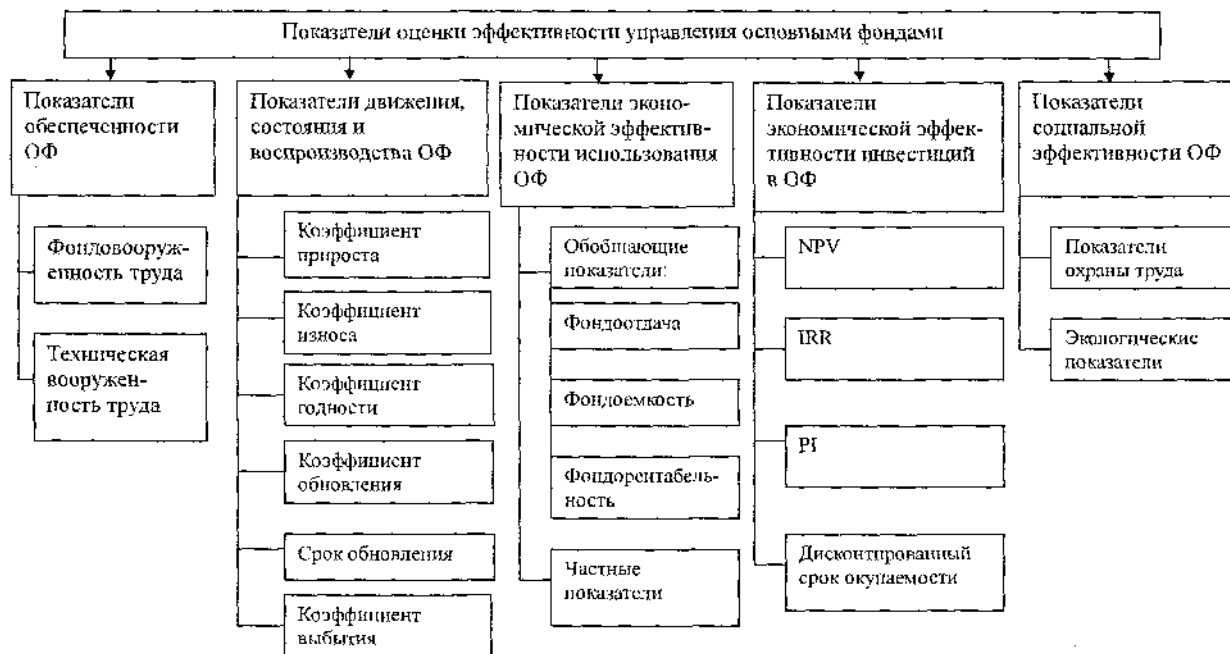 Показатели оценки эффективности управления основными фондами
Показатели
обеспеченности
ОФ
Фондовооруж-
енность труда
Техническая
вооружен-
ность труда
Показатели движения,
состояния и
воспроизводства ОФ
Коэффициент
прироста
Коэффициент
износа
Коэффициент
годности
Коэффициент
обновления
Срок обновления
Коэффициент
выбытия
Показатели эконо-
мической эффектив-
ности использования
ОФ
Обобщающие
показатели:
Фондоотдача
Фондоемкость
Фондорентабель-
ность
Частные
показатели
Показатели
экономической эффек-
тивности инвестиций
в ОФ
NPV
IRR
PI
Дисконтированный
срок окупаемости
Показатели
социальной
эффективности ОФ
Показатели
охраны труда
Экологические
показатели